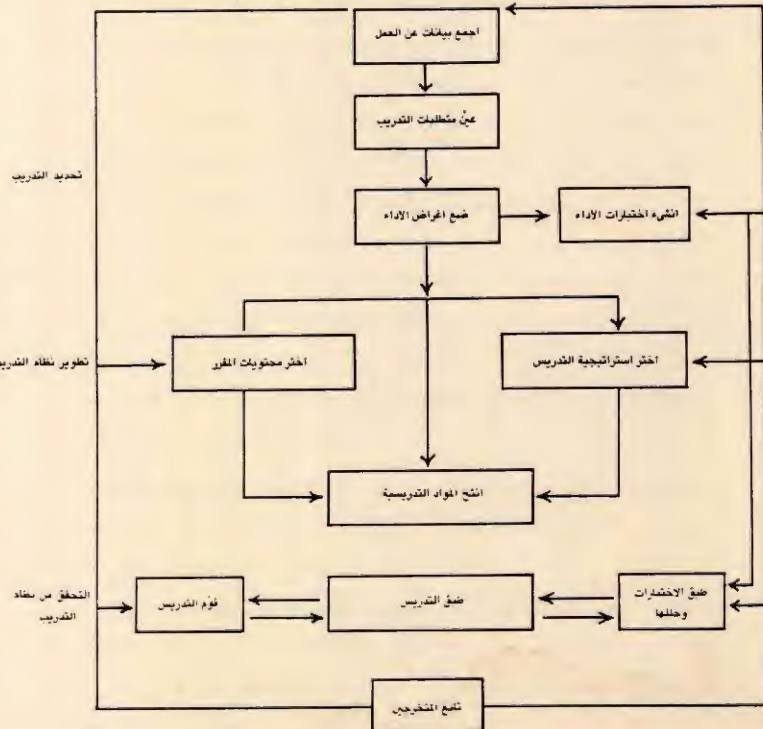 اجمع بيانات عن العمل
عيّن متطلبات التدريب
تحديد التدريب
ضع اغراض الأداء
انشىء اختبارات الأداء
تطوير نظام التدريب
اختر محتويات المقرر
اختر استراتيجية التدريس
انتج المواد التدريسية
التحقق من نظام
التدريب
قوّم التدريس
طبق التدريس
طبق الاختبارات
وحللها
تابع المتخرجين